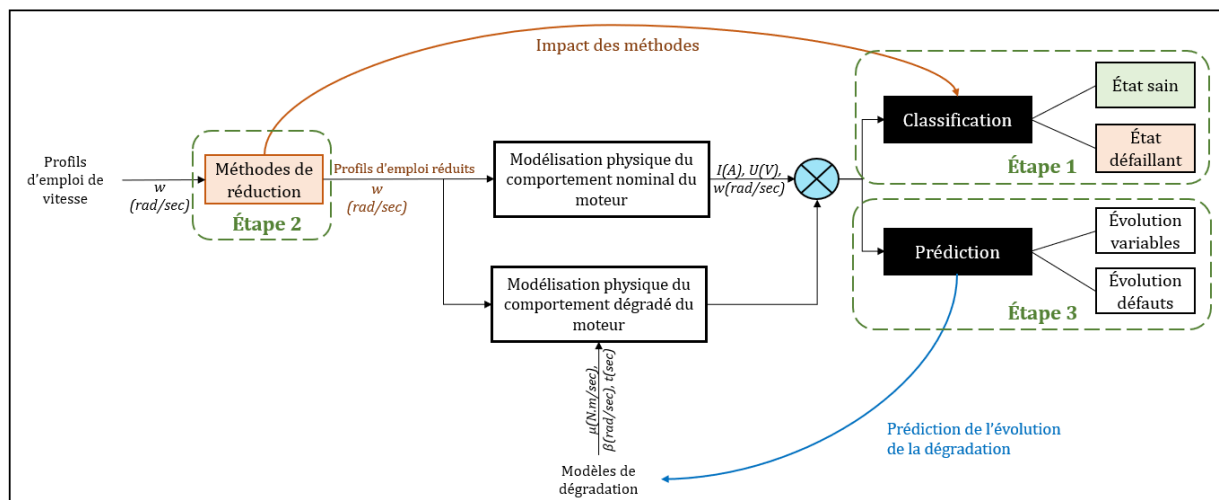 Impact des méthodes
Profils
d'emploi de
vitesse
w
(rad/sec)
Méthodes de
réduction
Étape 2
Profils d'emploi réduits
w
(rad/sec)
Modélisation physique du
comportement nominal du
moteur
I(A), U(V),
w(rad/sec)
Modélisation physique du
comportement dégradé du
moteur
μ(N.m/sec),
β(rad/sec), t(sec)
Modèles de
dégradation
Classification
État sain
État
défaillant
Étape 1
Prédiction
Évolution
variables
Évolution
défauts
Étape 3
Prédiction de l'évolution
de la dégradation